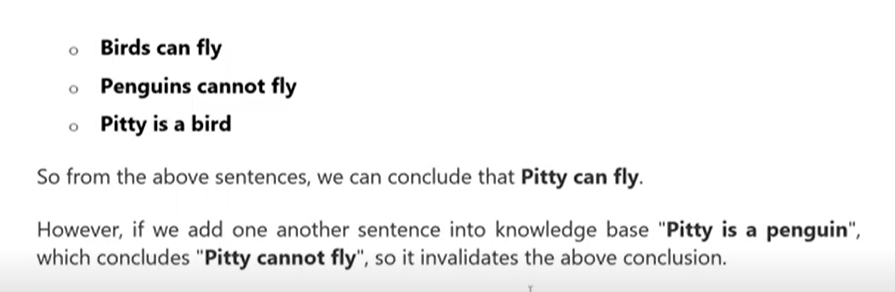 Birds can fly
Penguins cannot fly
Pitty is a bird
So from the above sentences, we can conclude that Pitty can fly.
However, if we add one another sentence into knowledge base "Pitty is a penguin",
which concludes "Pitty cannot fly", so it invalidates the above conclusion.